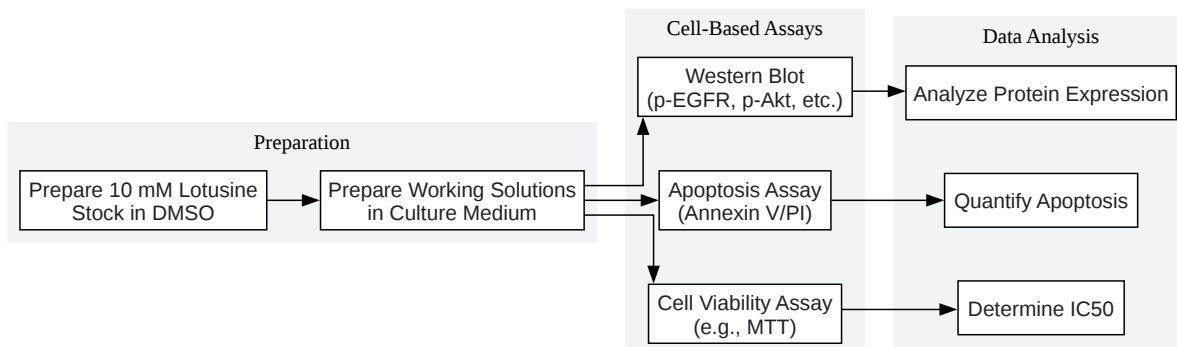 Preparation
Prepare 10 mM Lotusine
Stock in DMSO
Prepare Working Solutions
in Culture Medium
Cell-Based Assays
Western Blot
(p-EGFR, p-Akt, etc.)
Apoptosis Assay
(Annexin V/PI)
Cell Viability Assay
(e.g., MTT)
Data Analysis
Analyze Protein Expression
Quantify Apoptosis
Determine IC50